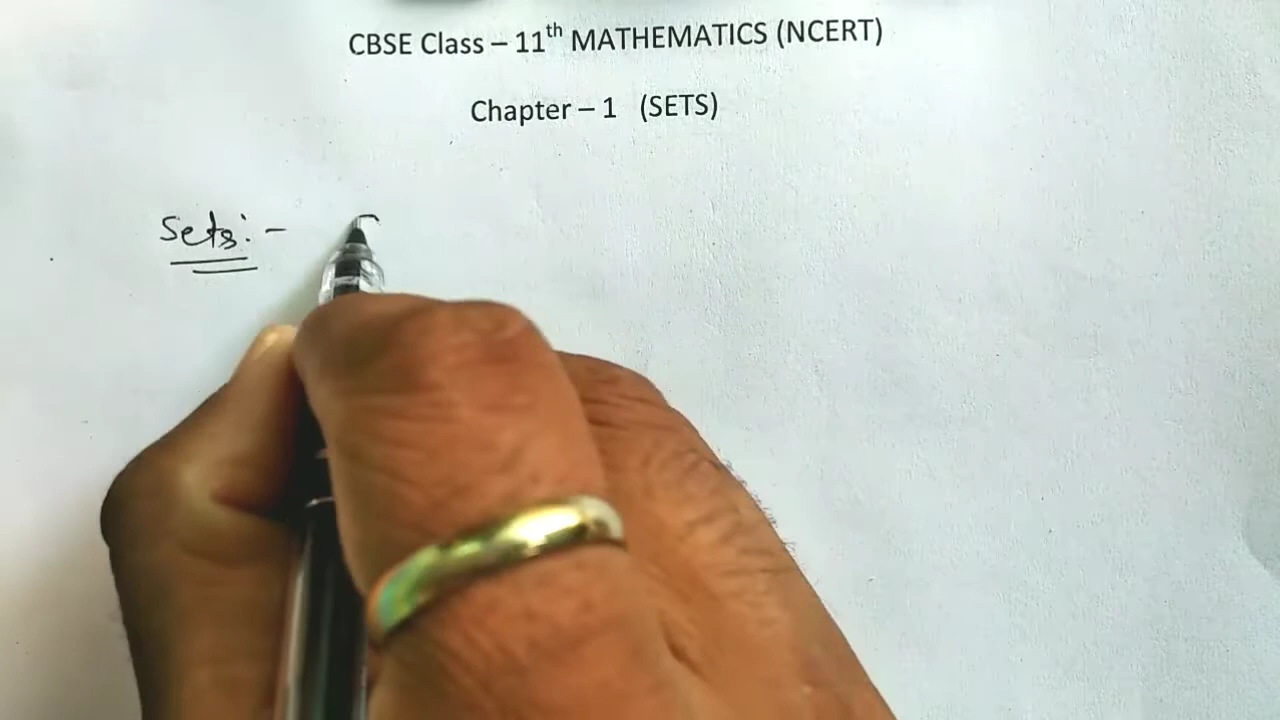 CBSE Class – 11th MATHEMATICS (NCERT)
Chapter – 1 (SETS)
Sets:-